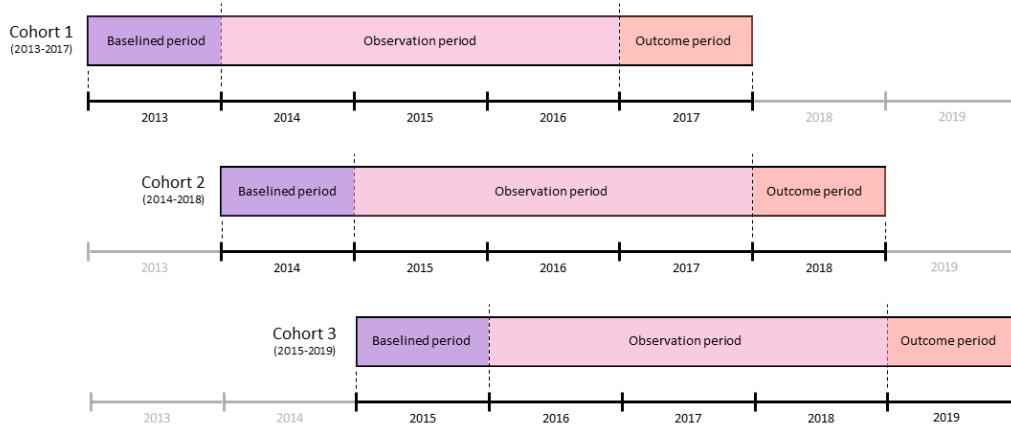 Cohort 1
(2013-2017)
Baselined period
Observation period
Outcome period
2013
2014
2015
2016
2017
2018
2019
Cohort 2
(2014-2018)
Baselined period
Observation period
Outcome period
2013
2014
2015
2016
2017
2018
2019
Cohort 3
(2015-2019)
Baselined period
Observation period
Outcome period
2013
2014
2015
2016
2017
2018
2019